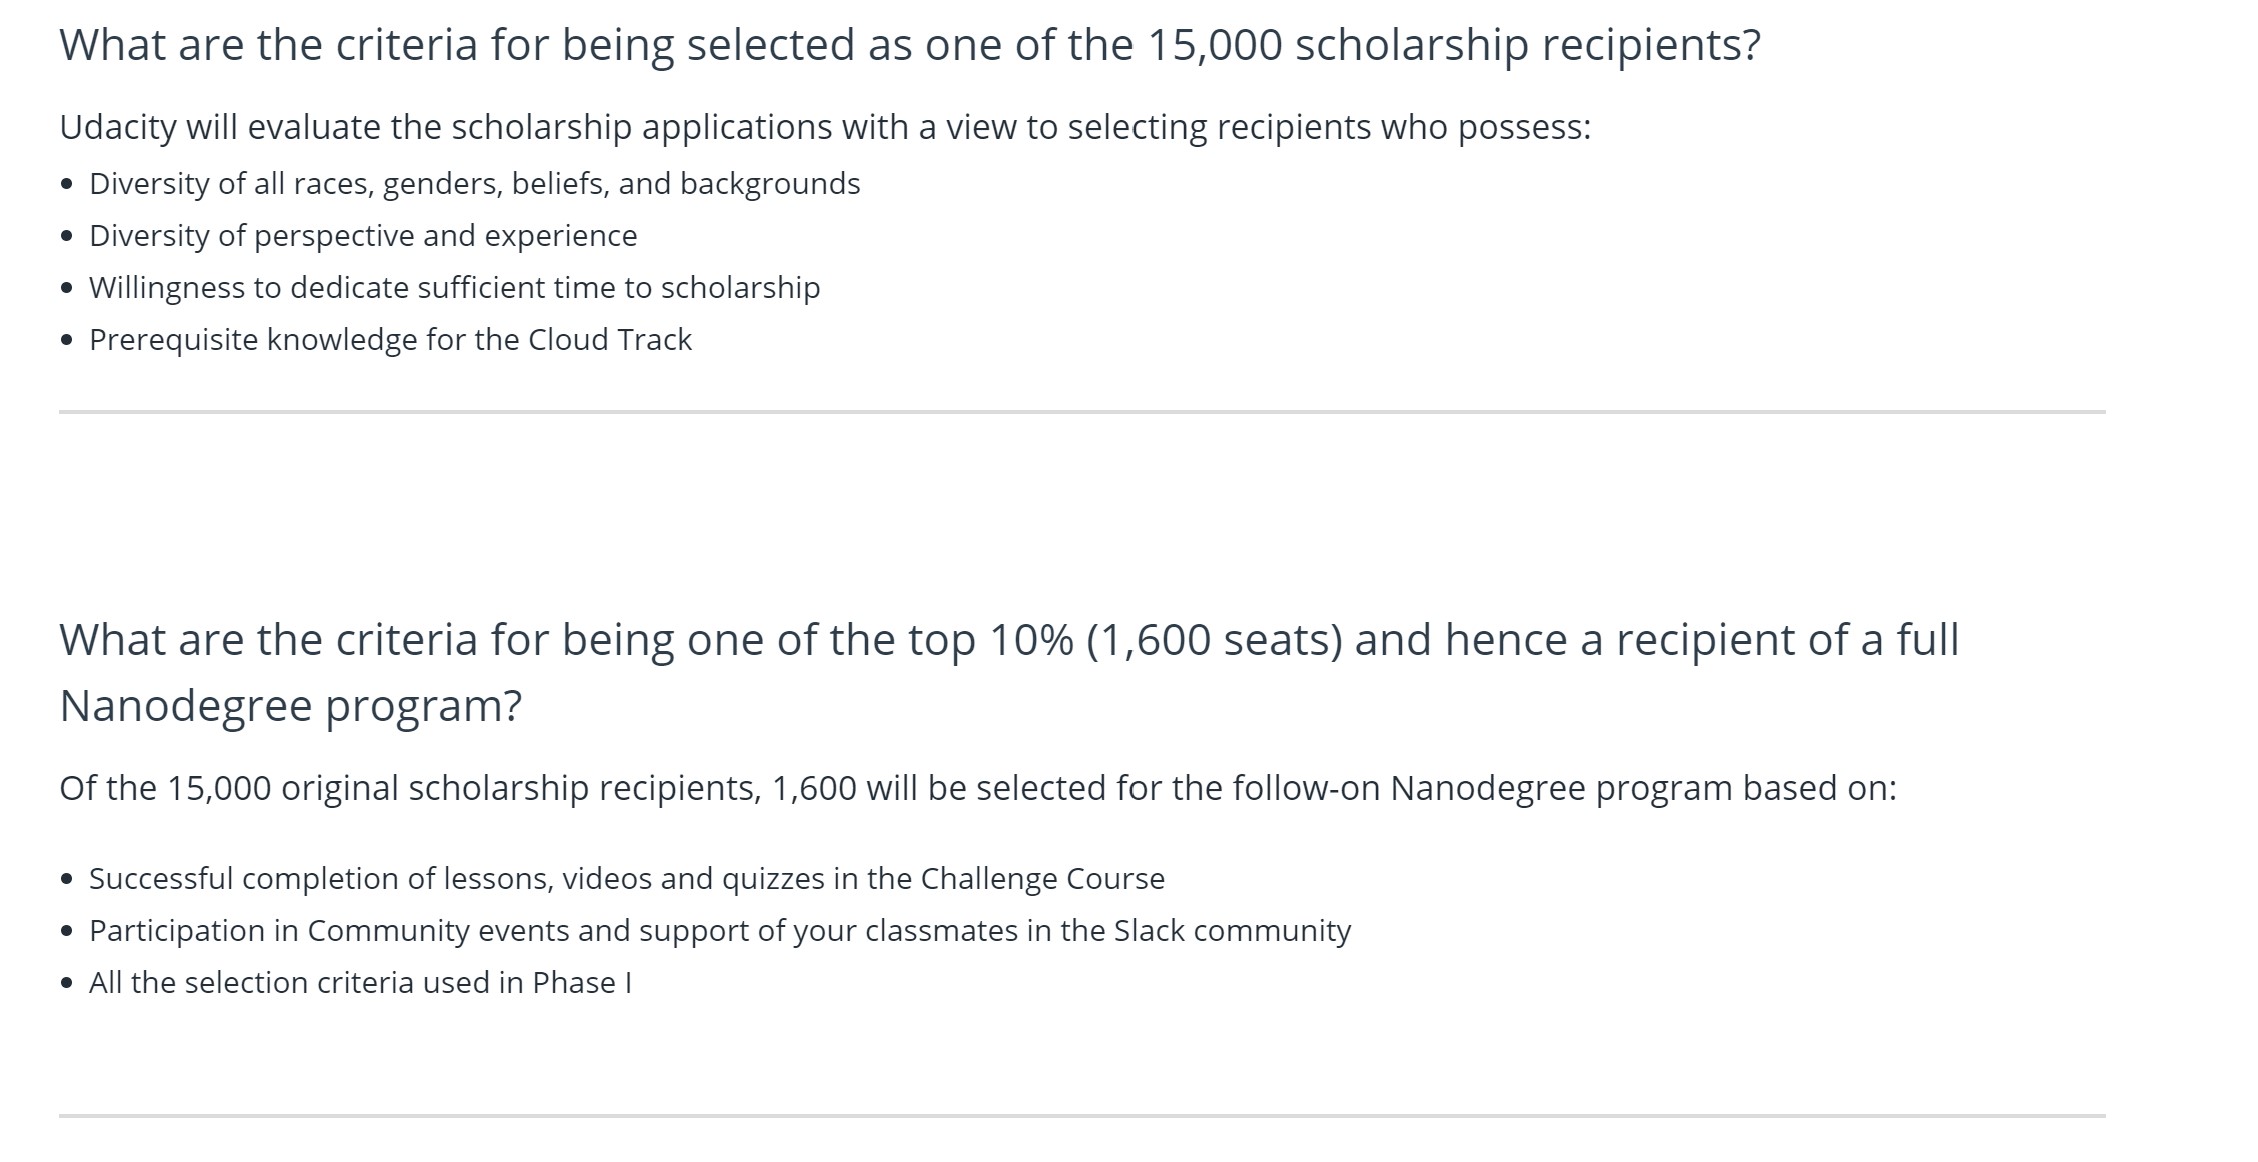 What are the criteria for being selected as one of the 15,000 scholarship recipients?
Udacity will evaluate the scholarship applications with a view to selecting recipients who possess:
• Diversity of all races, genders, beliefs, and backgrounds
• Diversity of perspective and experience
• Willingness to dedicate sufficient time to scholarship
• Prerequisite knowledge for the Cloud Track
What are the criteria for being one of the top 10% (1,600 seats) and hence a recipient of a full
Nanodegree program?
Of the 15,000 original scholarship recipients, 1,600 will be selected for the follow-on Nanodegree program based on:
• Successful completion of lessons, videos and quizzes in the Challenge Course
• Participation in Community events and support of your classmates in the Slack community
• All the selection criteria used in Phase I